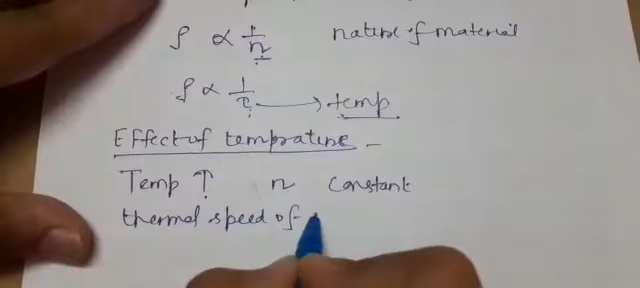 ρ ∝ 1/n nature of material
ρ ∝ 1/τ → temp
Effect of temprature -
Temp ↑ n constant
thermal speed of